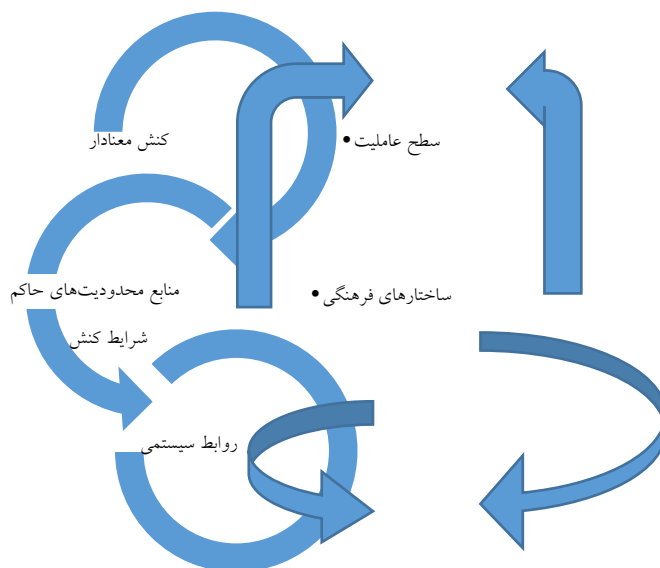 سطح عاملیت •
کنش معنادار
ساختارهای فرهنگی •
منابع محدودیت‌های حاکم
شرایط کنش
روابط سیستمی